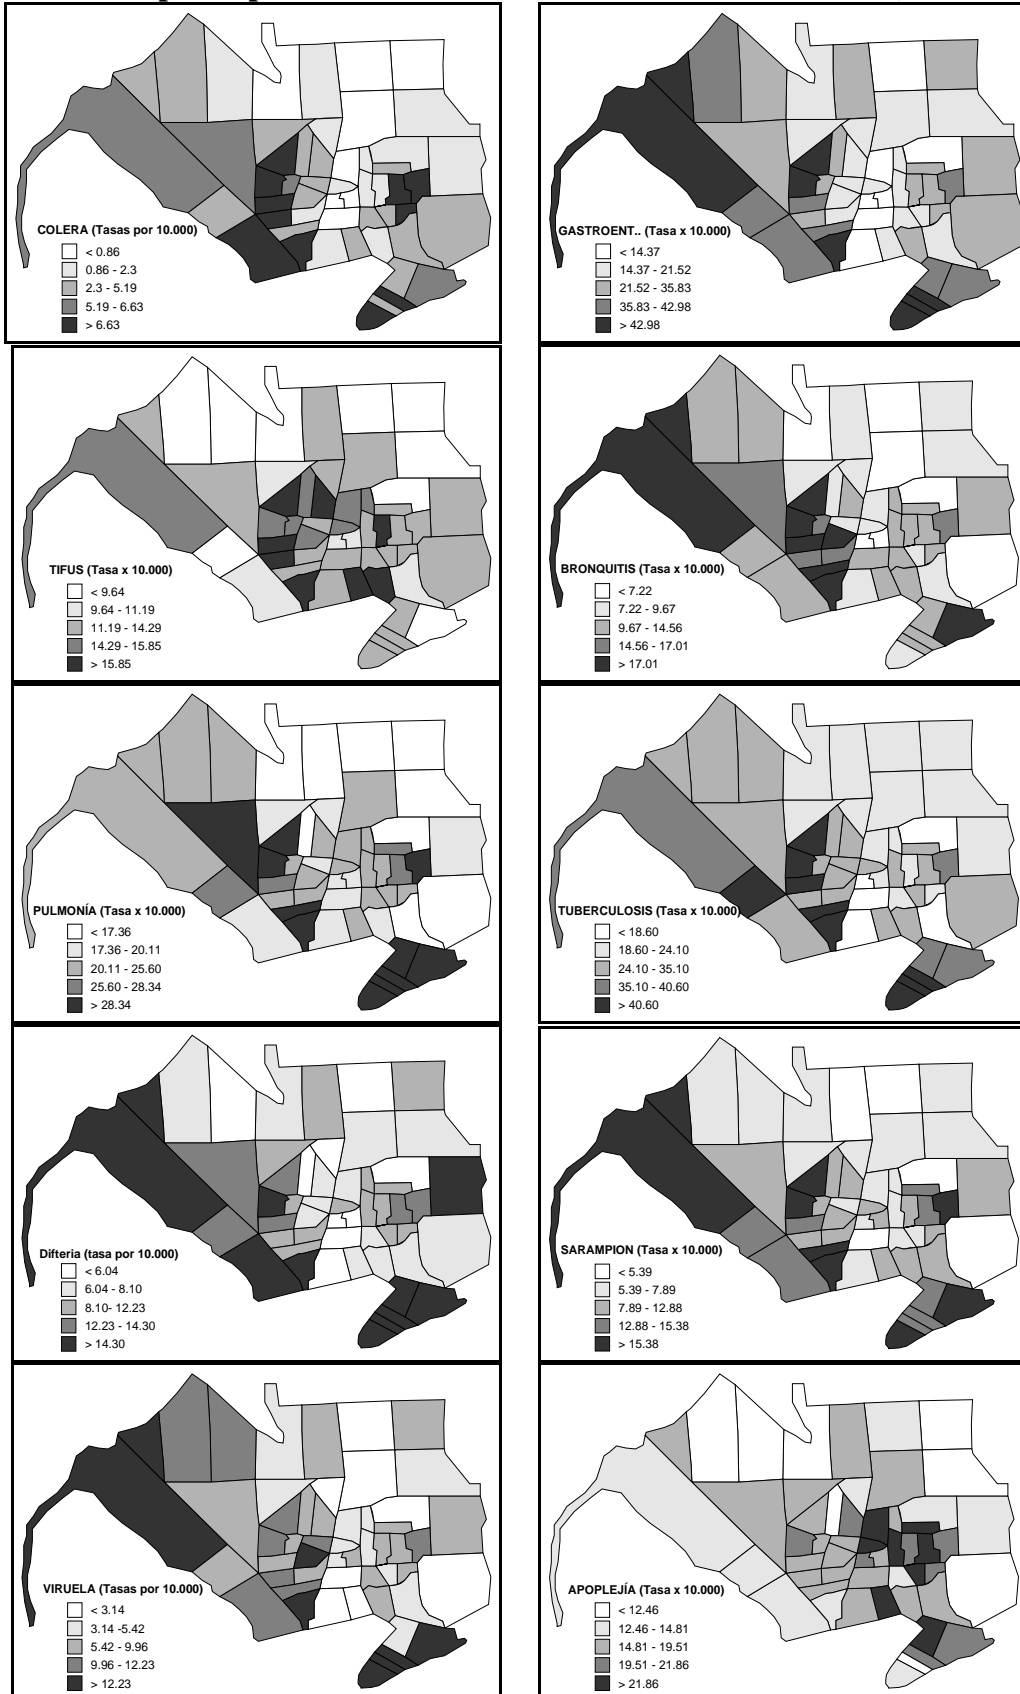 COLERA (Tasas por 10.000)
< 0.86
0.86 - 2.3
2.3 - 5.19
5.19 - 6.63
> 6.63
GASTROENT.. (Tasa x 10.000)
< 14.37
14.37 - 21.52
21.52 - 35.83
35.83 - 42.98
> 42.98
TIFUS (Tasa x 10.000)
< 9.64
9.64 - 11.19
11.19 - 14.29
14.29 - 15.85
> 15.85
BRONQUITIS (Tasa x 10.000)
< 7.22
7.22 - 9.67
9.67 - 14.56
14.56 - 17.01
> 17.01
PULMONÍA (Tasa x 10.000)
< 17.36
17.36 - 20.11
20.11 - 25.60
25.60 - 28.34
> 28.34
TUBERCULOSIS (Tasa x 10.000)
< 18.60
18.60 - 24.10
24.10 - 35.10
35.10 - 40.60
> 40.60
Difteria (tasa por 10.000)
< 6.04
6.04 - 8.10
8.10- 12.23
12.23 - 14.30
> 14.30
SARAMPION (Tasa x 10.000)
< 5.39
5.39 - 7.89
7.89 - 12.88
12.88 - 15.38
> 15.38
VIRUELA (Tasas por 10.000)
< 3.14
3.14 -5.42
5.42 - 9.96
9.96 - 12.23
> 12.23
APOPLEJÍA (Tasa x 10.000)
< 12.46
12.46 - 14.81
14.81 - 19.51
19.51 - 21.86
> 21.86